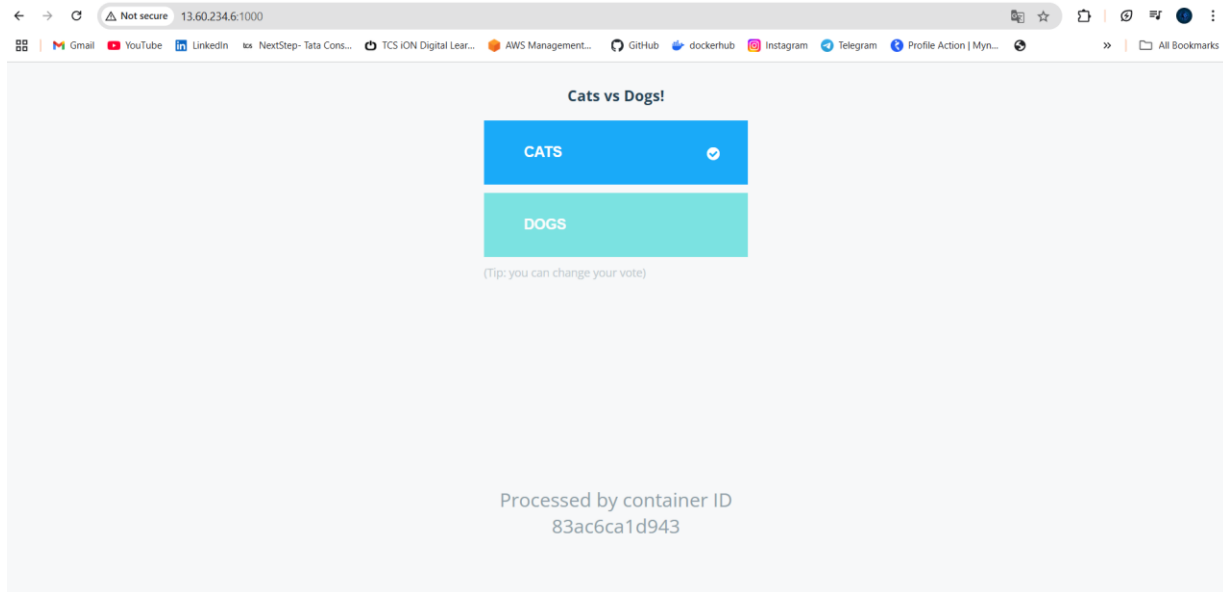 Not secure 13.60.234.6:1000
Gmail YouTube LinkedIn NextStep- Tata Cons... TCS iON Digital Lear... AWS Management... GitHub dockerhub Instagram Telegram Profile Action | Myn... » All Bookmarks
Cats vs Dogs!
CATS
DOGS
(Tip: you can change your vote)
Processed by container ID
83ac6ca1d943